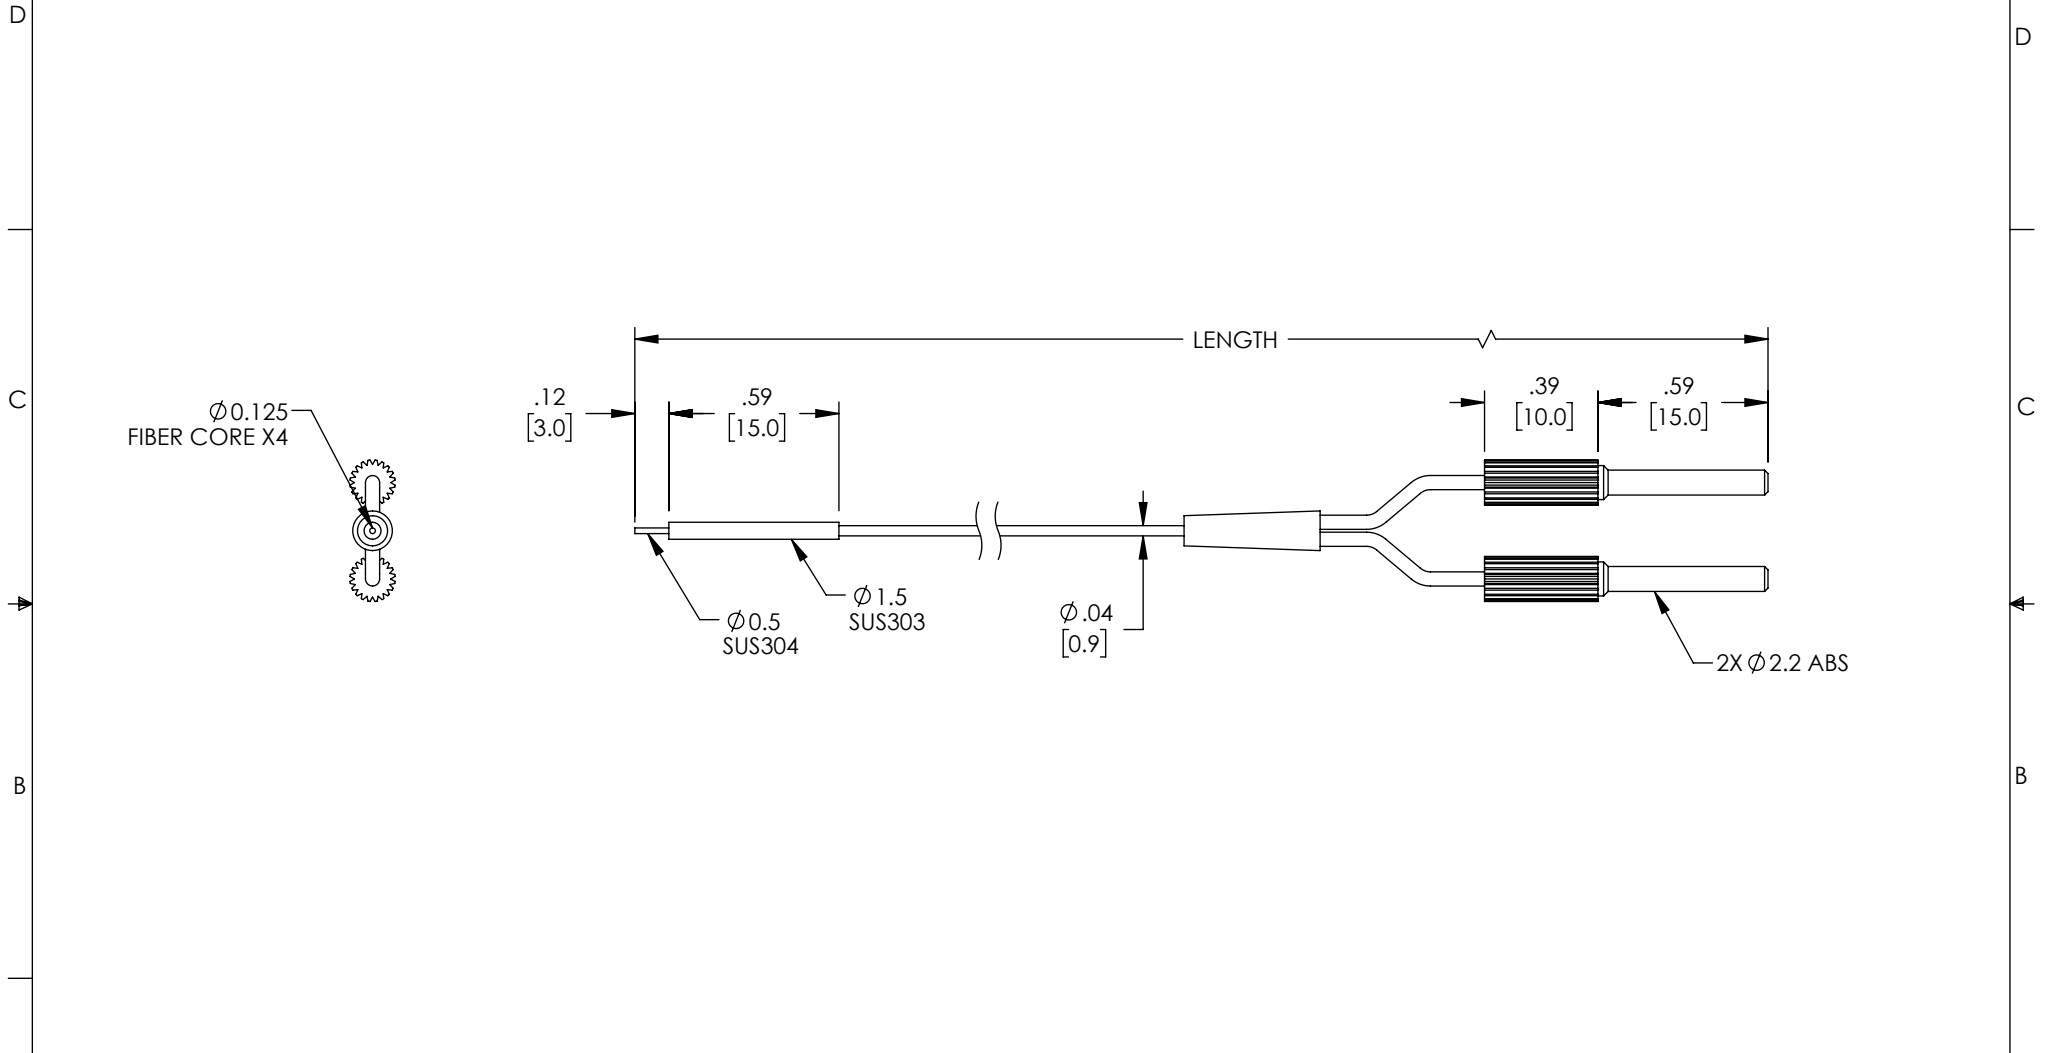 D
D
LENGTH
.12
[3.0]
.59
[15.0]
.39
[10.0]
.59
[15.0]
C
C
Ø0.125
FIBER CORE X4
Ø0.5
SUS304
Ø1.5
SUS303
Ø.04
[0.9]
2X Ø2.2 ABS
B
B